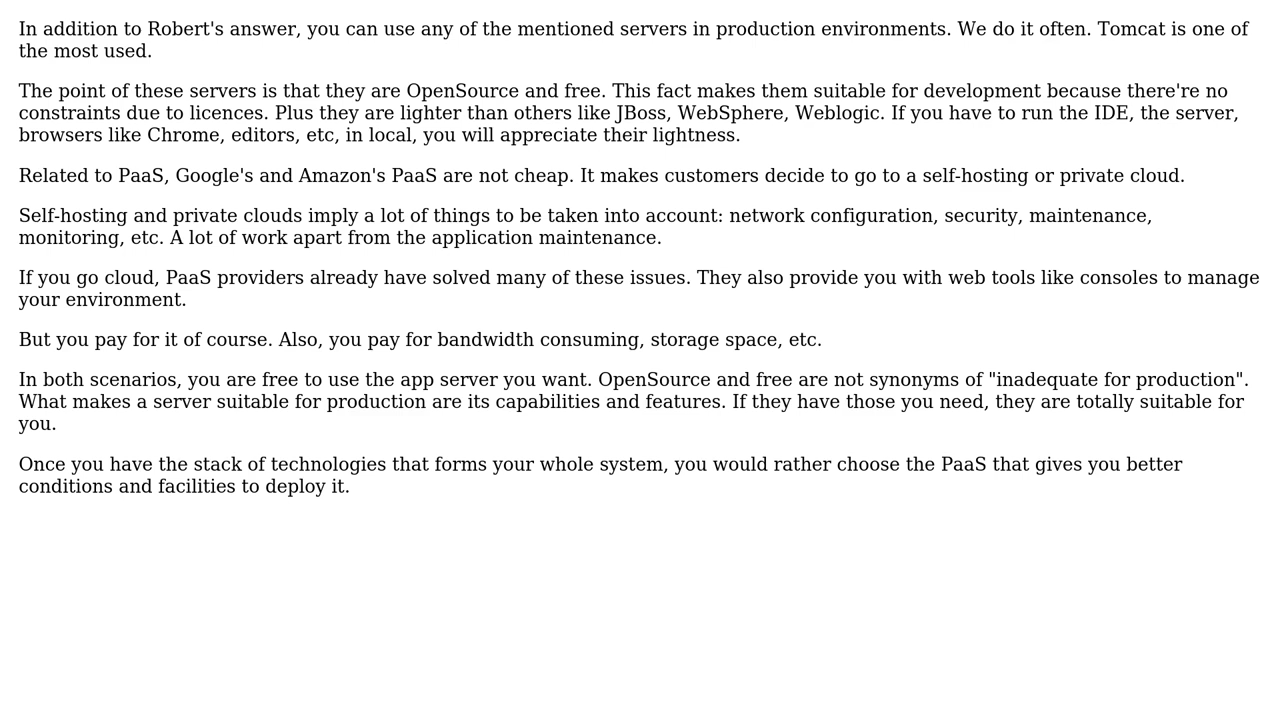 In addition to Robert's answer, you can use any of the mentioned servers in production environments. We do it often. Tomcat is one of
the most used.
The point of these servers is that they are OpenSource and free. This fact makes them suitable for development because there're no
constraints due to licences. Plus they are lighter than others like JBoss, WebSphere, Weblogic. If you have to run the IDE, the server,
browsers like Chrome, editors, etc, in local, you will appreciate their lightness.
Related to PaaS, Google's and Amazon's PaaS are not cheap. It makes customers decide to go to a self-hosting or private cloud.
Self-hosting and private clouds imply a lot of things to be taken into account: network configuration, security, maintenance,
monitoring, etc. A lot of work apart from the application maintenance.
If you go cloud, PaaS providers already have solved many of these issues. They also provide you with web tools like consoles to manage
your environment.
But you pay for it of course. Also, you pay for bandwidth consuming, storage space, etc.
In both scenarios, you are free to use the app server you want. OpenSource and free are not synonyms of "inadequate for production".
What makes a server suitable for production are its capabilities and features. If they have those you need, they are totally suitable for
you.
Once you have the stack of technologies that forms your whole system, you would rather choose the PaaS that gives you better
conditions and facilities to deploy it.